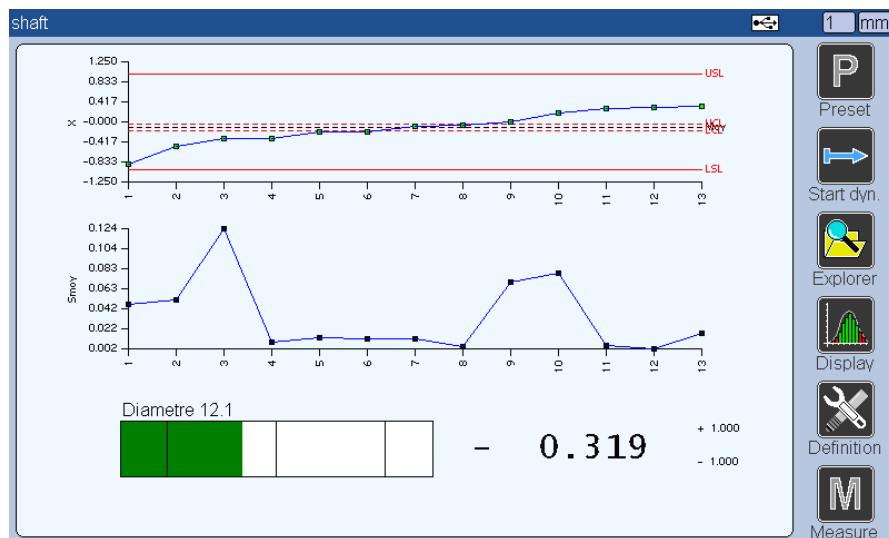 shaft
1 mm
1.250
0.833
0.417
-0.000
-0.417
-0.833
-1.250
X
USL
UCL
LSL
1 2 3 4 5 6 7 8 9 10 11 12 13
0.124
0.104
0.083
0.063
0.042
0.022
0.002
Smoy
1 2 3 4 5 6 7 8 9 10 11 12 13
Diametre 12.1
- 0.319
+ 1.000
- 1.000
P
Preset
Start dyn.
Explorer
Display
Definition
M
Measure